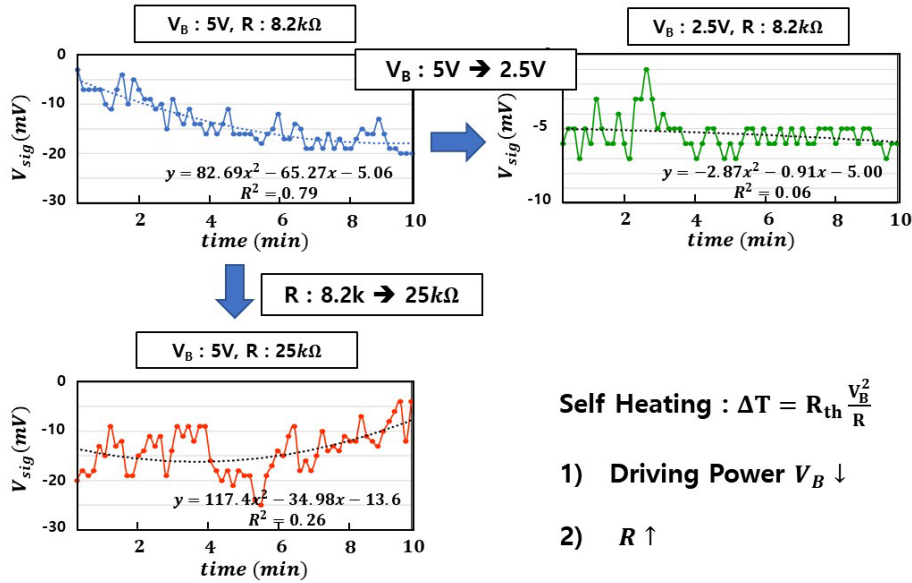 V_B : 5V, R : 8.2kΩ
V_sig (mV)
0
-10
-20
-30
y = 82.69x² − 65.27x − 5.06
R² = 0.79
2 4 6 8 10
time (min)
V_B : 5V ➔ 2.5V
V_B : 2.5V, R : 8.2kΩ
V_sig (mV)
-5
-10
y = −2.87x² − 0.91x − 5.00
R² = 0.06
2 4 6 8 10
time (min)
R : 8.2k ➔ 25kΩ
V_B : 5V, R : 25kΩ
V_sig (mV)
0
-10
-20
-30
y = 117.4x² − 34.98x − 13.6
R² = 0.26
2 4 6 8 10
time (min)
Self Heating : ΔT = R_th V_B²/R
1) Driving Power V_B ↓
2) R ↑